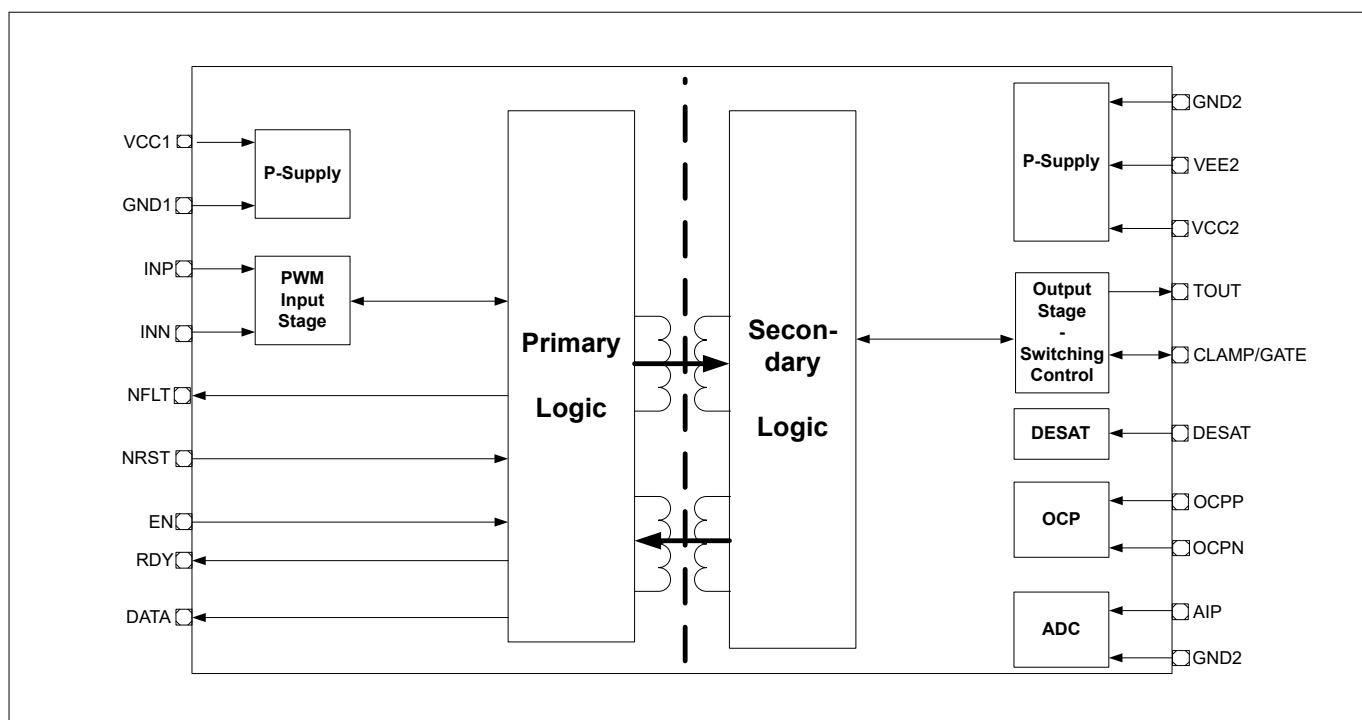 VCC1
GND1
P-Supply
INP
INN
PWM
Input
Stage
NFLT
NRST
EN
RDY
DATA
Primary
Logic
Secon-
dary
Logic
P-Supply
GND2
VEE2
VCC2
Output
Stage
-
Switching
Control
TOUT
CLAMP/GATE
DESAT
DESAT
OCP
OCPP
OCPN
ADC
AIP
GND2